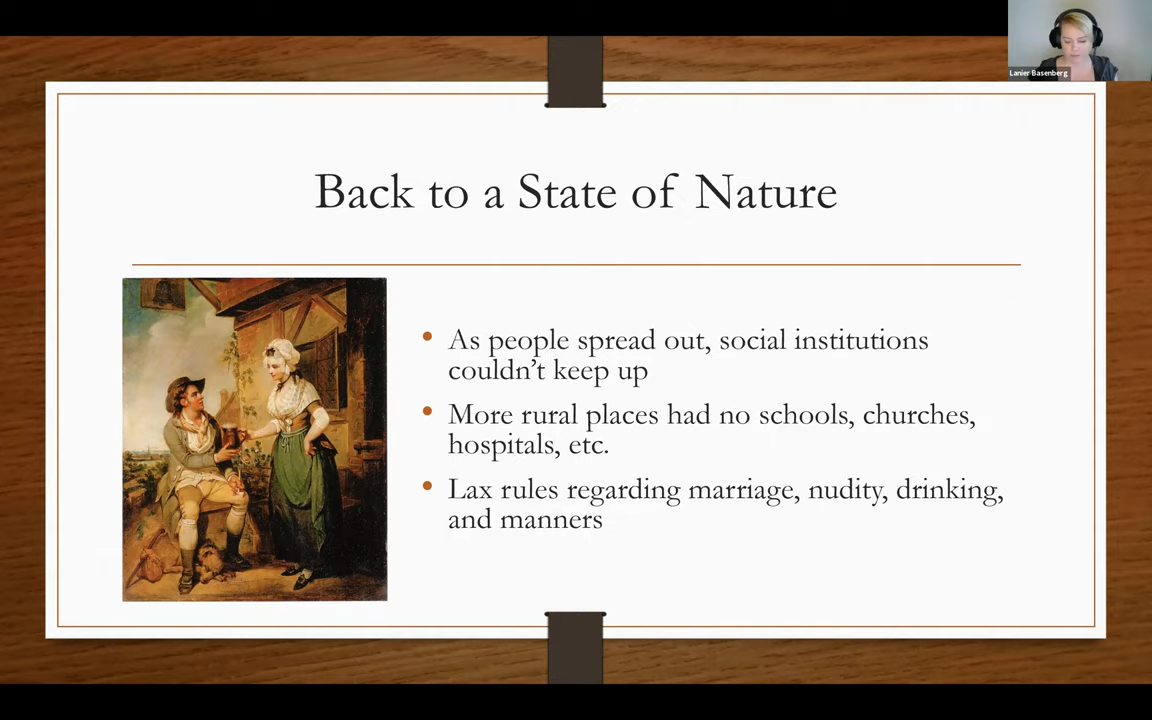 Lanier Basenberg
Back to a State of Nature
• As people spread out, social institutions
couldn’t keep up
• More rural places had no schools, churches,
hospitals, etc.
• Lax rules regarding marriage, nudity, drinking,
and manners